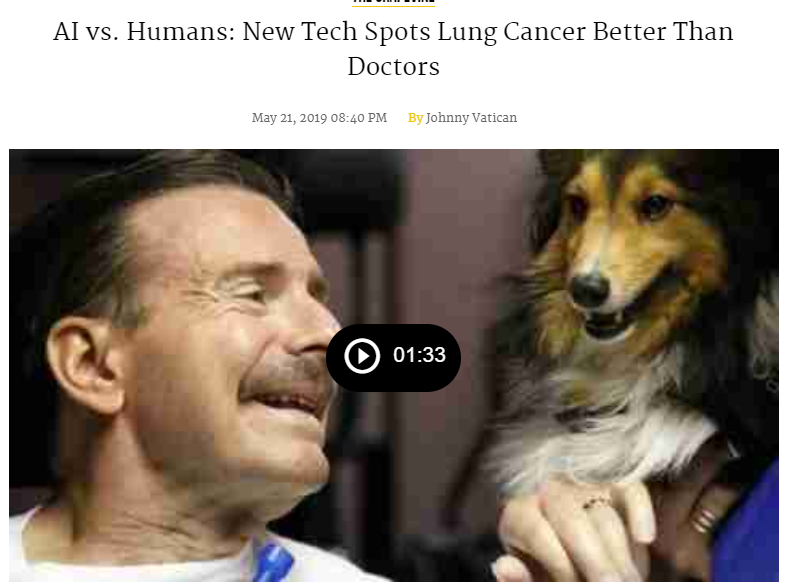 AI vs. Humans: New Tech Spots Lung Cancer Better Than
Doctors
May 21, 2019 08:40 PM By Johnny Vatican
01:33